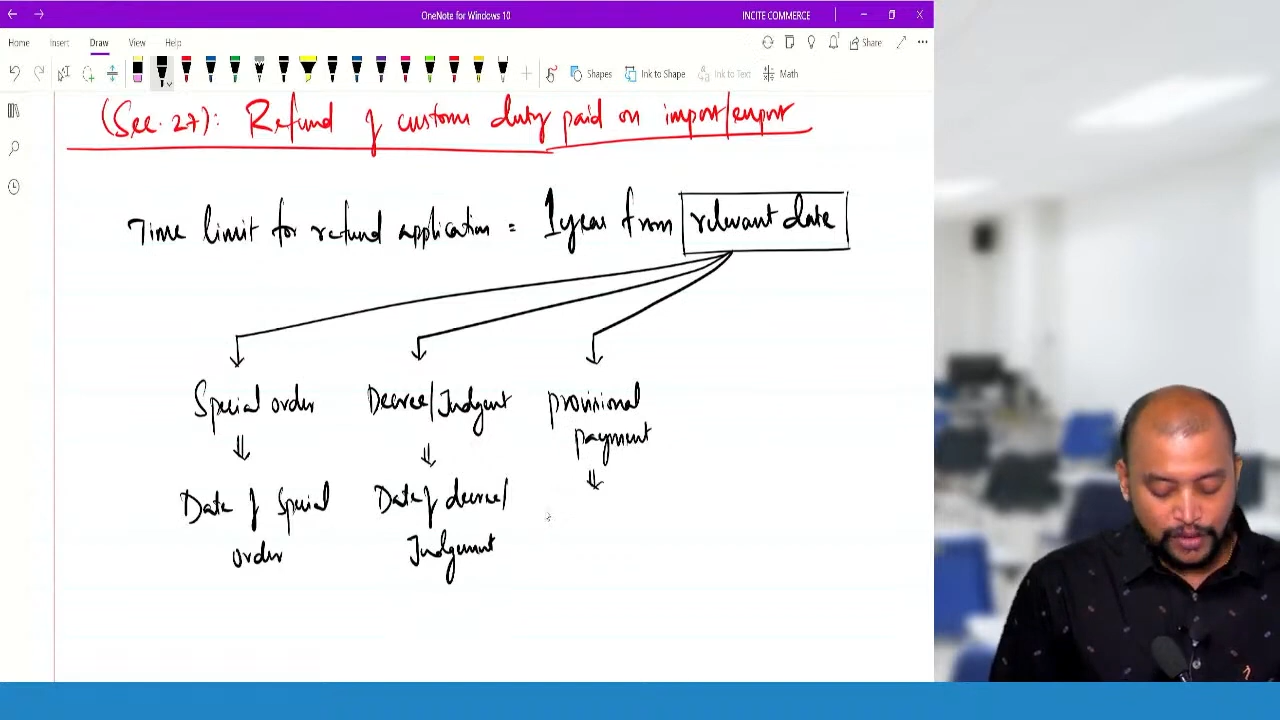 OneNote for Windows 10
INCITE COMMERCE
Home Insert Draw View Help
Share
Shapes
Ink to Shape
Ink to Text
Math
(Sec. 27): Refund of custom duty paid on import/export
Time limit for refund application = 1 year from relevant date
Special order
Decree/Judgent
provisional
payment
Date of Special
order
Date of decree/
Judgement